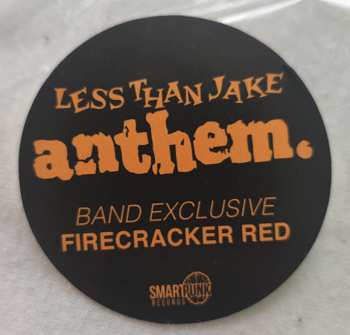 LESS THAN JAKE
anthem.
BAND EXCLUSIVE
FIRECRACKER RED
SMARTPUNK
RECORDS